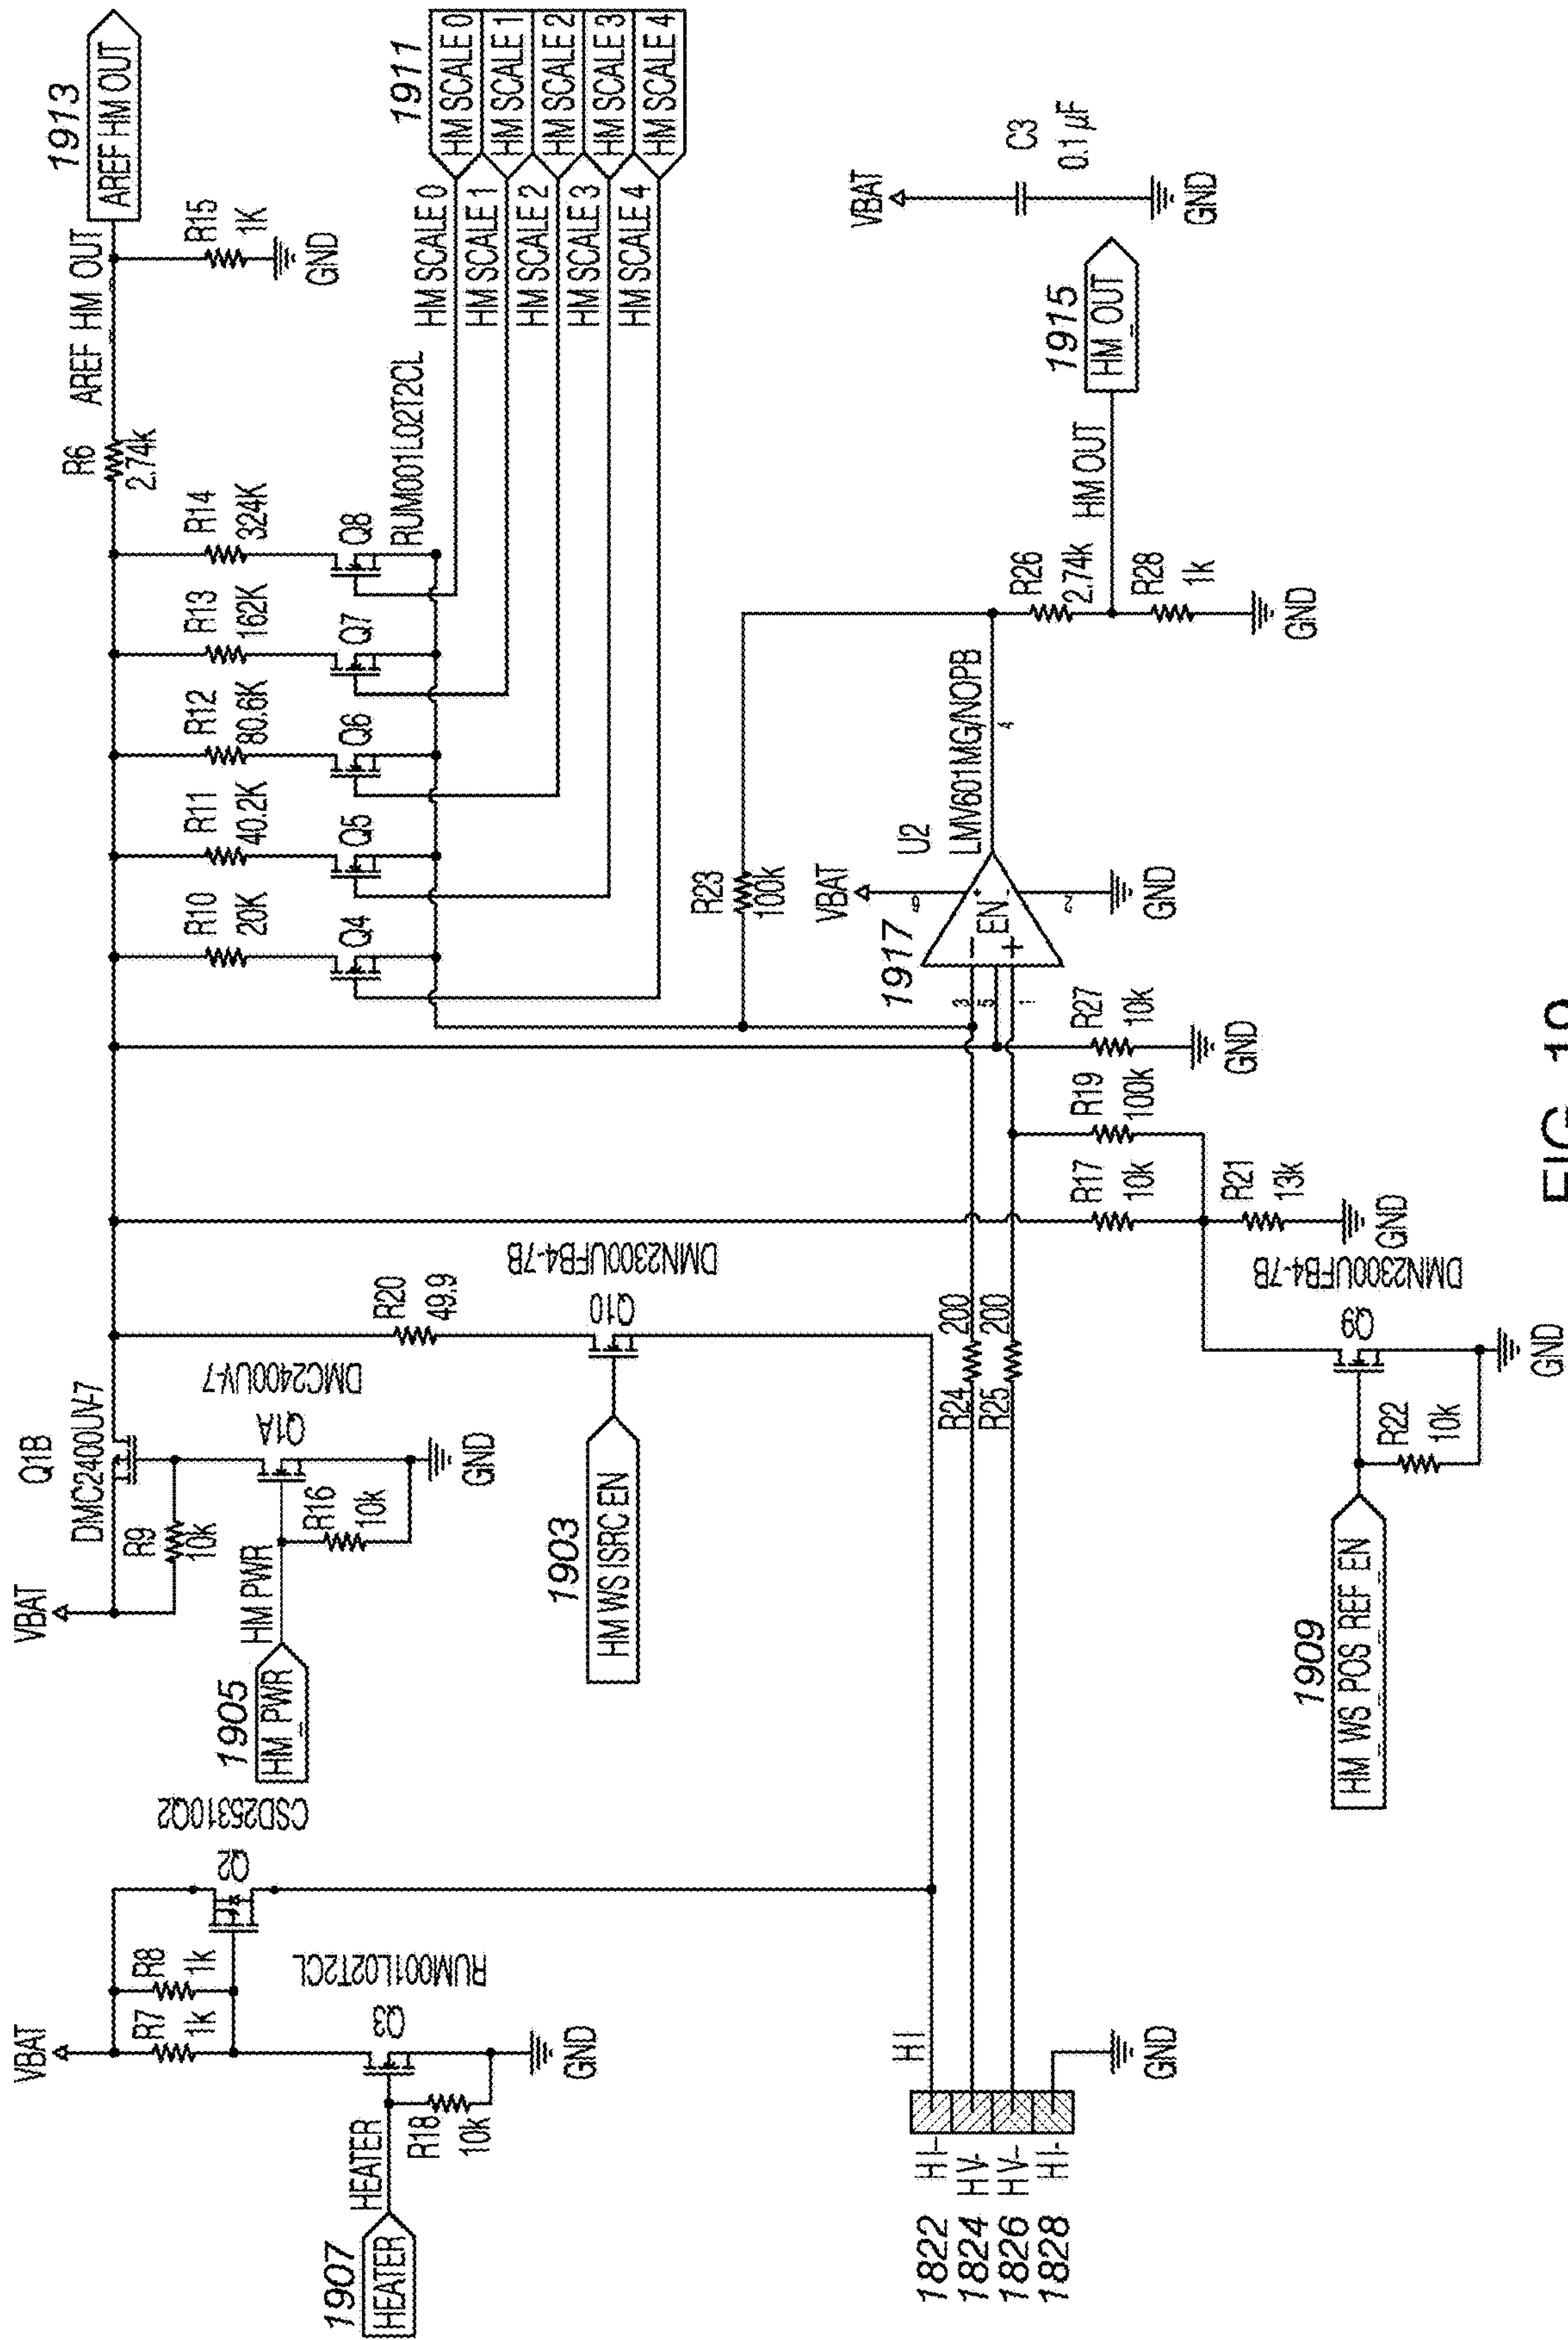 VBAT
R7
1k
R8
1k
Q2
CSD25310Q2
1907
HEATER
HEATER
R18
10k
Q3
RUM001L02T2CL
GND
VBAT
R9
10k
Q1B
DMC2400UV-7
1905
HM_PWR
HM PWR
R16
10k
Q1A
DMC2400UV-7
GND
1903
HM WS ISRC EN
R20
49.9
Q10
DMN2300UFB4-7B
R10
20K
Q4
R11
40.2K
Q5
R12
80.6K
Q6
R13
162K
Q7
R14
324K
Q8
RUM001L02T2CL
R6
2.74k
AREF HM OUT
1913
AREF HM OUT
R15
1K
GND
1911
HM SCALE 0
HM SCALE 0
HM SCALE 1
HM SCALE 1
HM SCALE 2
HM SCALE 2
HM SCALE 3
HM SCALE 3
HM SCALE 4
HM SCALE 4
1822
HI-
HI
1824
HV-
1826
HV-
1828
HI-
GND
R24
200
R25
200
R23
100k
VBAT
6
1917
U2
LMV601MG/NOPB
3
5
1
EN
4
2
GND
R26
2.74k
R28
1k
GND
HM OUT
1915
HM_OUT
VBAT
C3
0.1 µF
GND
R17
10k
R19
100k
R27
10k
GND
R21
13k
GND
1909
HM_WS_POS_REF_EN
R22
10k
Q9
DMN2300UFB4-7B
GND